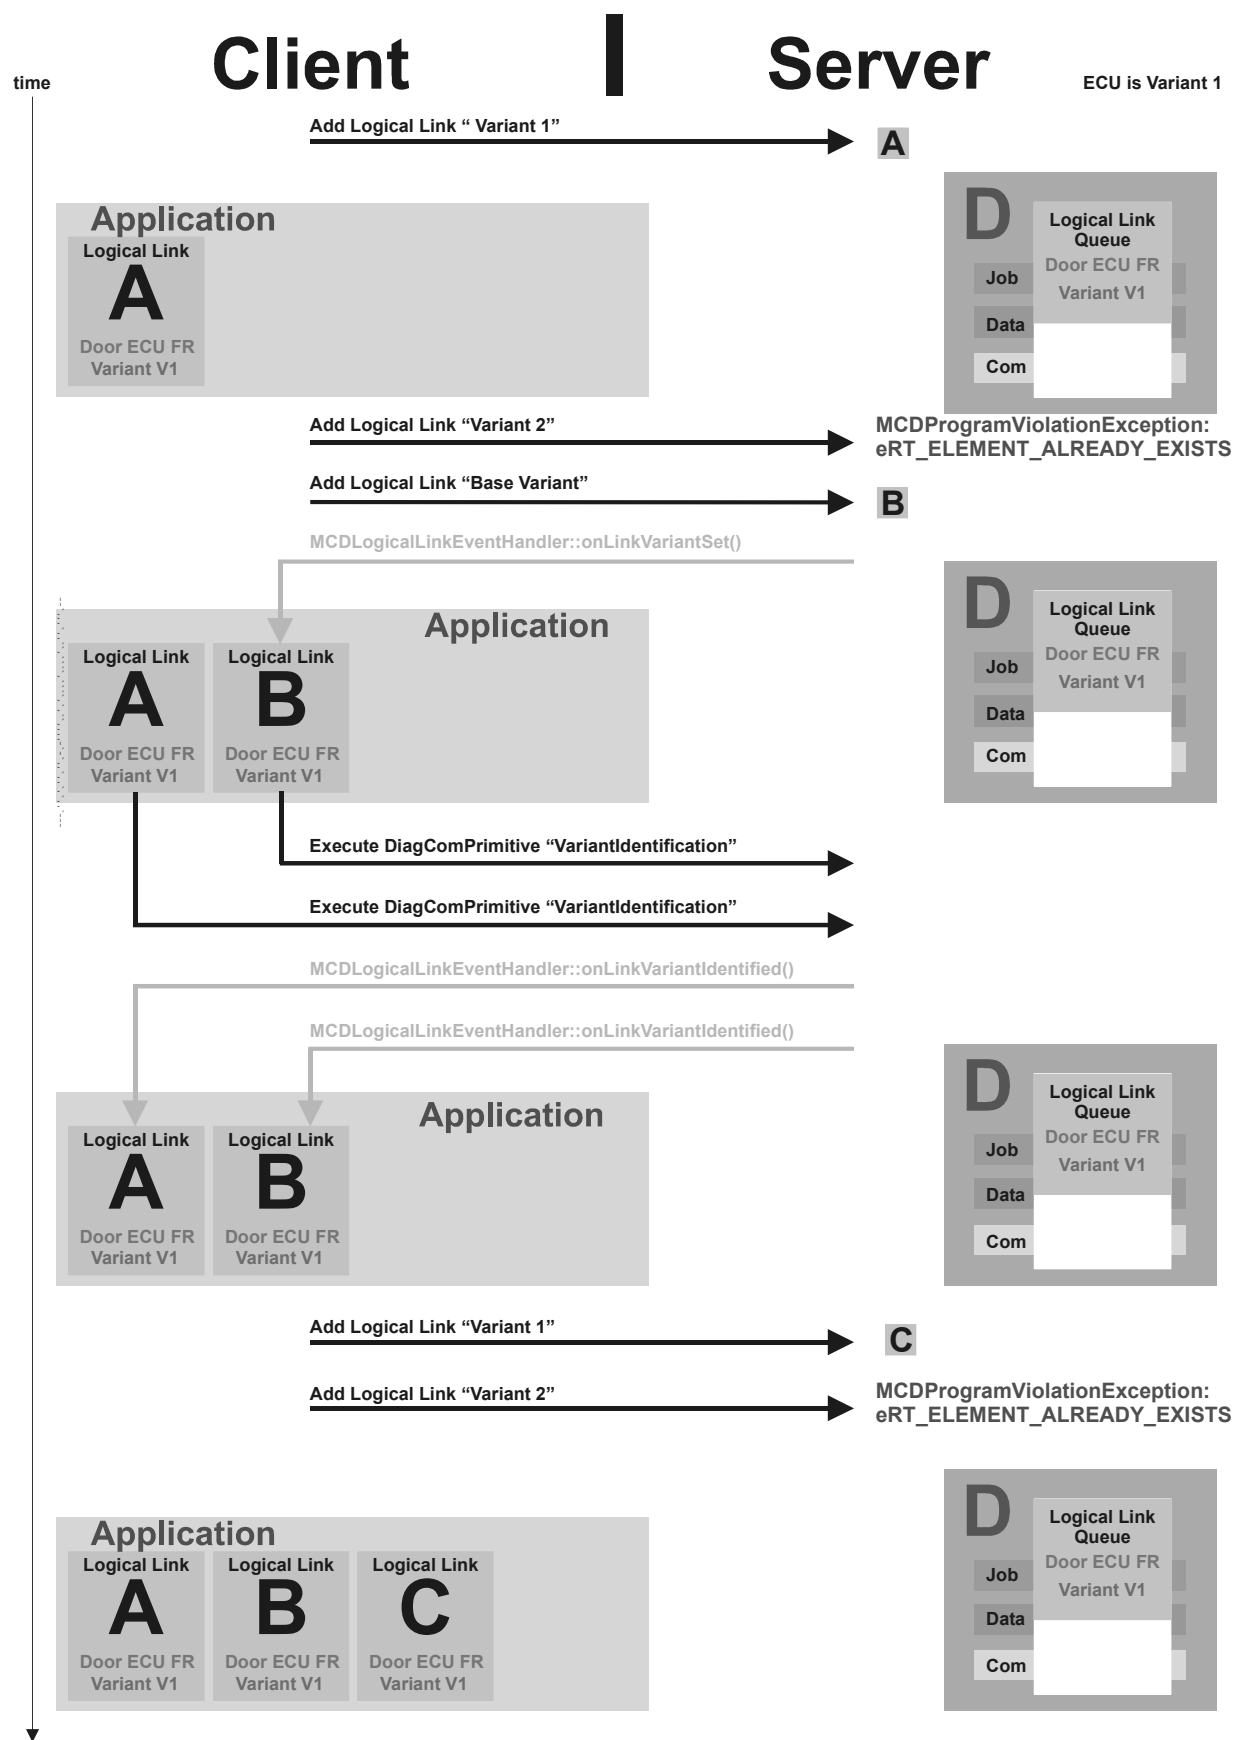 Client
Server
time
ECU is Variant 1
Add Logical Link “ Variant 1”
A
Application
Logical Link
A
Door ECU FR
Variant V1
D
Logical Link
Queue
Door ECU FR
Variant V1
Job
Data
Com
Add Logical Link “Variant 2”
MCDProgramViolationException:
eRT_ELEMENT_ALREADY_EXISTS
Add Logical Link “Base Variant”
B
MCDLogicalLinkEventHandler::onLinkVariantSet()
Application
Logical Link
A
Door ECU FR
Variant V1
Logical Link
B
Door ECU FR
Variant V1
D
Logical Link
Queue
Door ECU FR
Variant V1
Job
Data
Com
Execute DiagComPrimitive “VariantIdentification”
Execute DiagComPrimitive “VariantIdentification”
MCDLogicalLinkEventHandler::onLinkVariantIdentified()
MCDLogicalLinkEventHandler::onLinkVariantIdentified()
Application
Logical Link
A
Door ECU FR
Variant V1
Logical Link
B
Door ECU FR
Variant V1
D
Logical Link
Queue
Door ECU FR
Variant V1
Job
Data
Com
Add Logical Link “Variant 1”
C
Add Logical Link “Variant 2”
MCDProgramViolationException:
eRT_ELEMENT_ALREADY_EXISTS
Application
Logical Link
A
Door ECU FR
Variant V1
Logical Link
B
Door ECU FR
Variant V1
Logical Link
C
Door ECU FR
Variant V1
D
Logical Link
Queue
Door ECU FR
Variant V1
Job
Data
Com